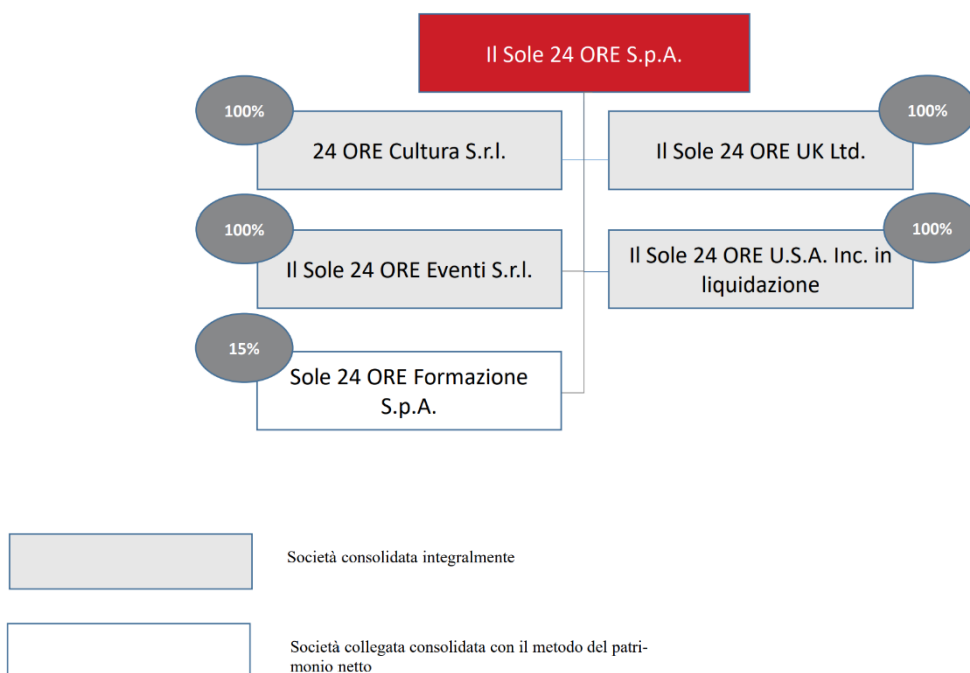 Il Sole 24 ORE S.p.A.
100%
24 ORE Cultura S.r.l.
100%
Il Sole 24 ORE UK Ltd.
100%
Il Sole 24 ORE Eventi S.r.l.
100%
Il Sole 24 ORE U.S.A. Inc. in
liquidazione
15%
Sole 24 ORE Formazione
S.p.A.
Società consolidata integralmente
Società collegata consolidata con il metodo del patri-
monio netto